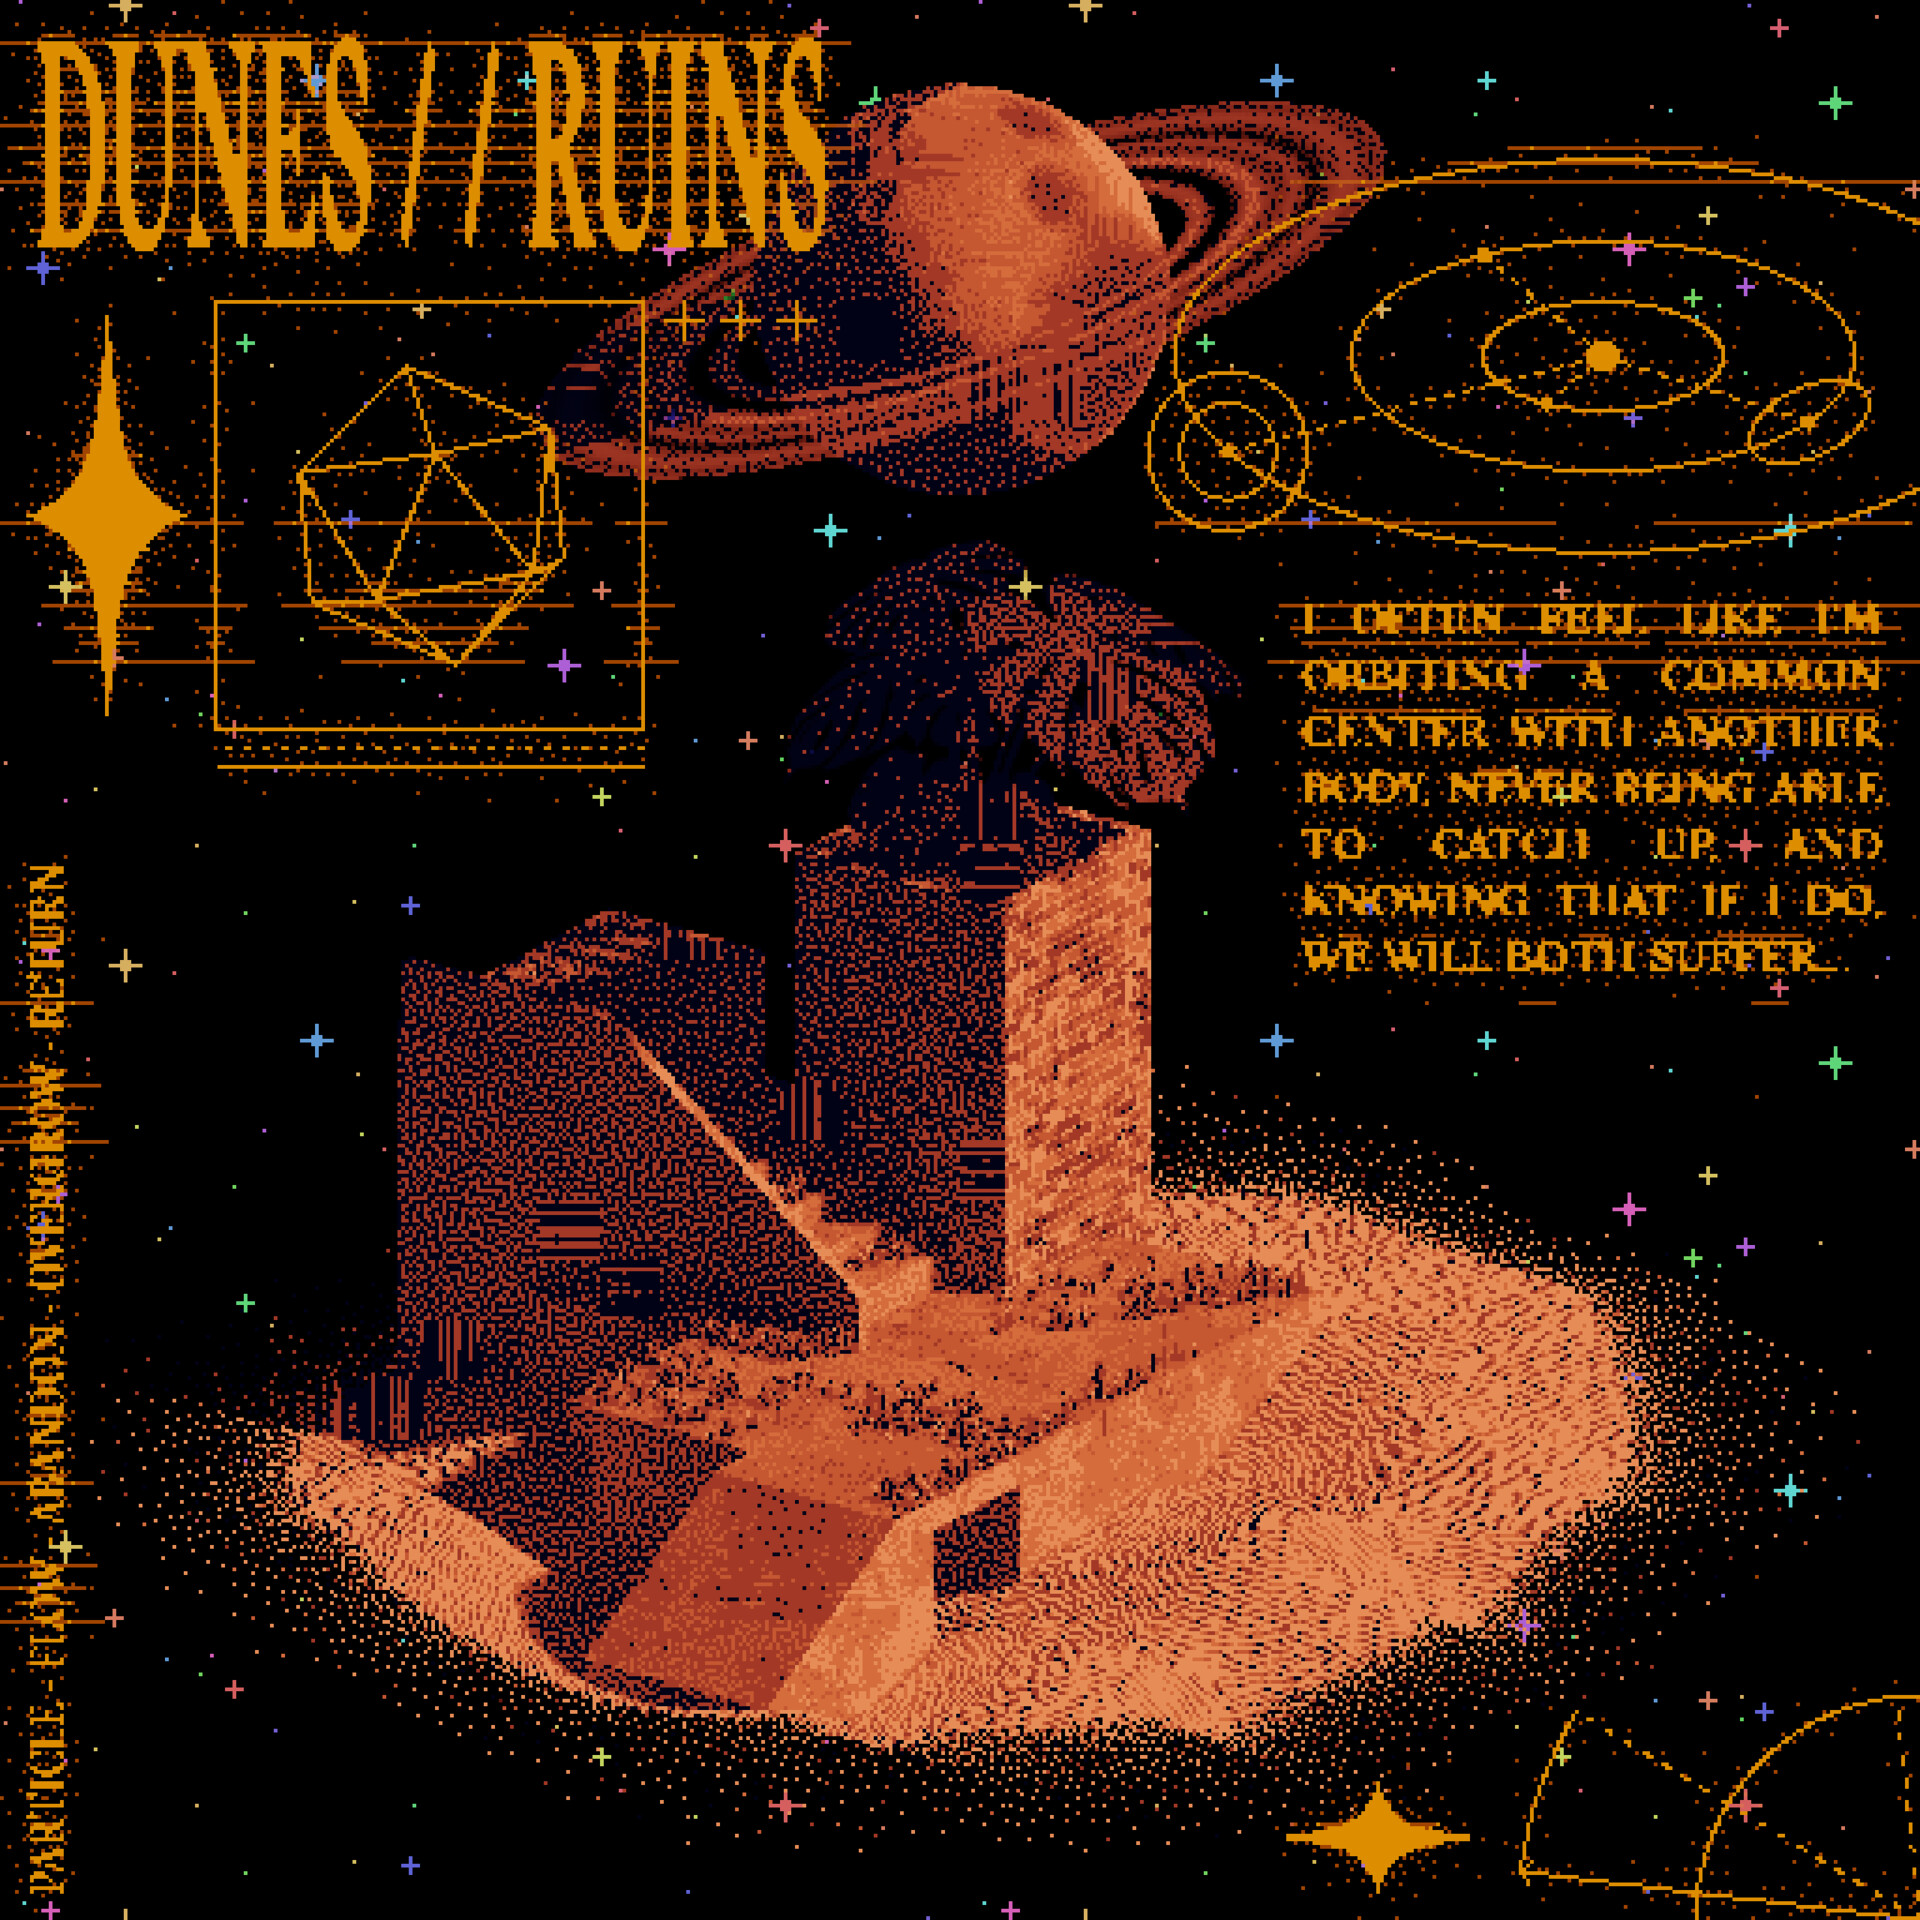 DUNES // RUINS
I OFTEN FEEL LIKE I'M
ORBITING A COMMON
CENTER WITH ANOTHER
BODY, NEVER BEING ABLE
TO CATCH UP, AND
KNOWING THAT IF I DO,
WE WILL BOTH SUFFER.
PARTICLE - FLOW - ABANDON - OVERGROW - RETURN